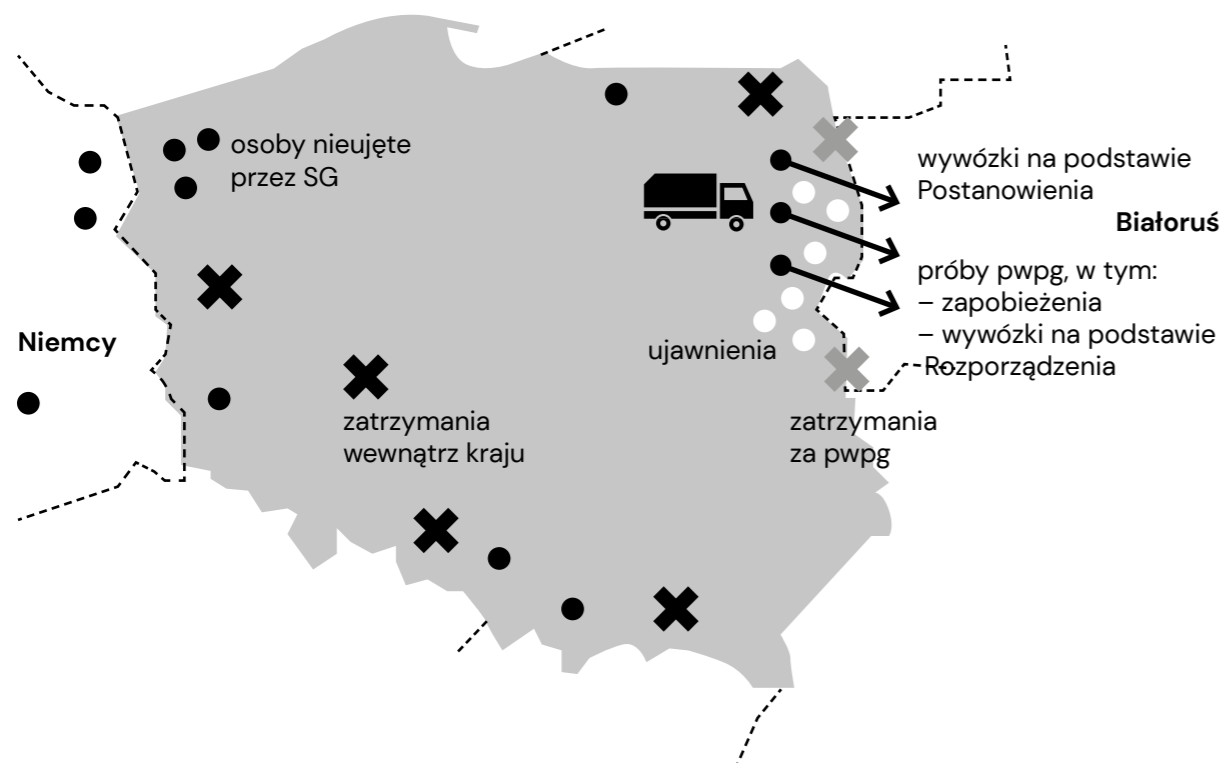 osoby nieujęte
przez SG
wywózki na podstawie
Postanowienia
Białoruś
próby pwpg, w tym:
– zapobieżenia
– wywózki na podstawie
Rozporządzenia
Niemcy
ujawnienia
zatrzymania
wewnątrz kraju
zatrzymania
za pwpg